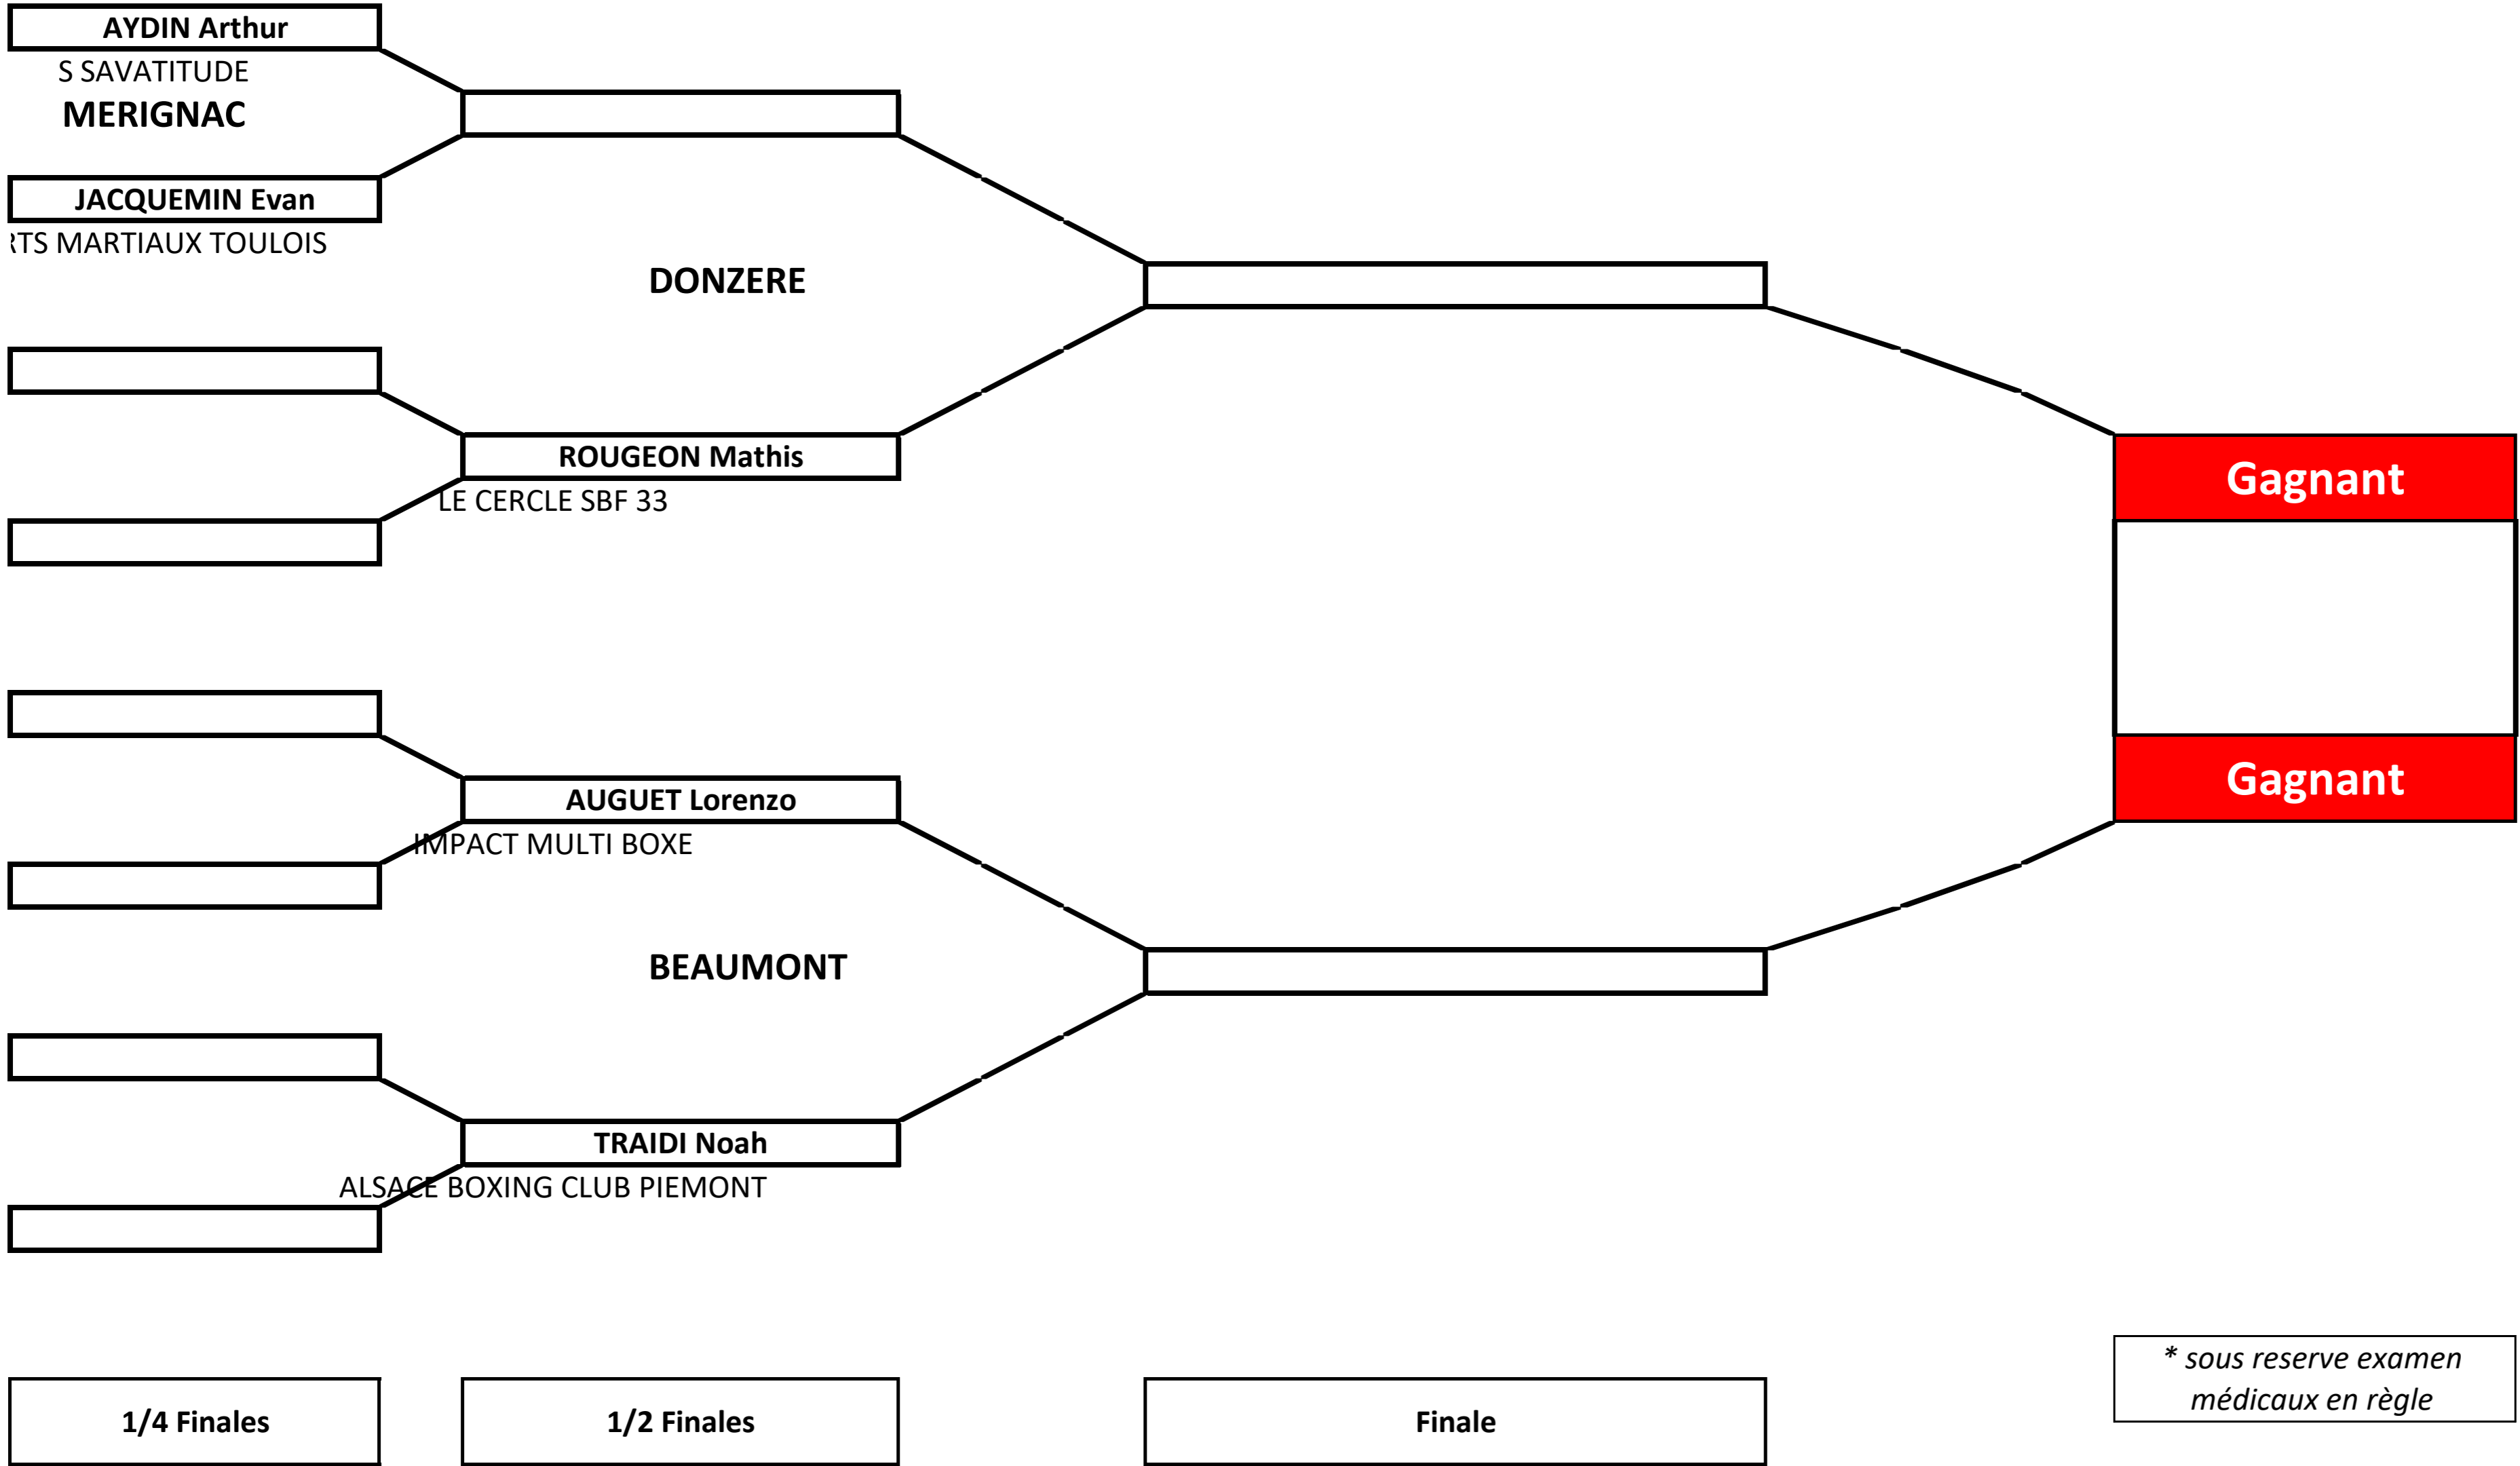 AYDIN Arthur
S SAVATITUDE
MERIGNAC
JACQUEMIN Evan
RTS MARTIAUX TOULOIS
DONZERE
ROUGEON Mathis
LE CERCLE SBF 33
Gagnant
Gagnant
AUGUET Lorenzo
IMPACT MULTI BOXE
BEAUMONT
TRAIDI Noah
ALSACE BOXING CLUB PIEMONT
* sous reserve examen
médicaux en règle
1/4 Finales
1/2 Finales
Finale